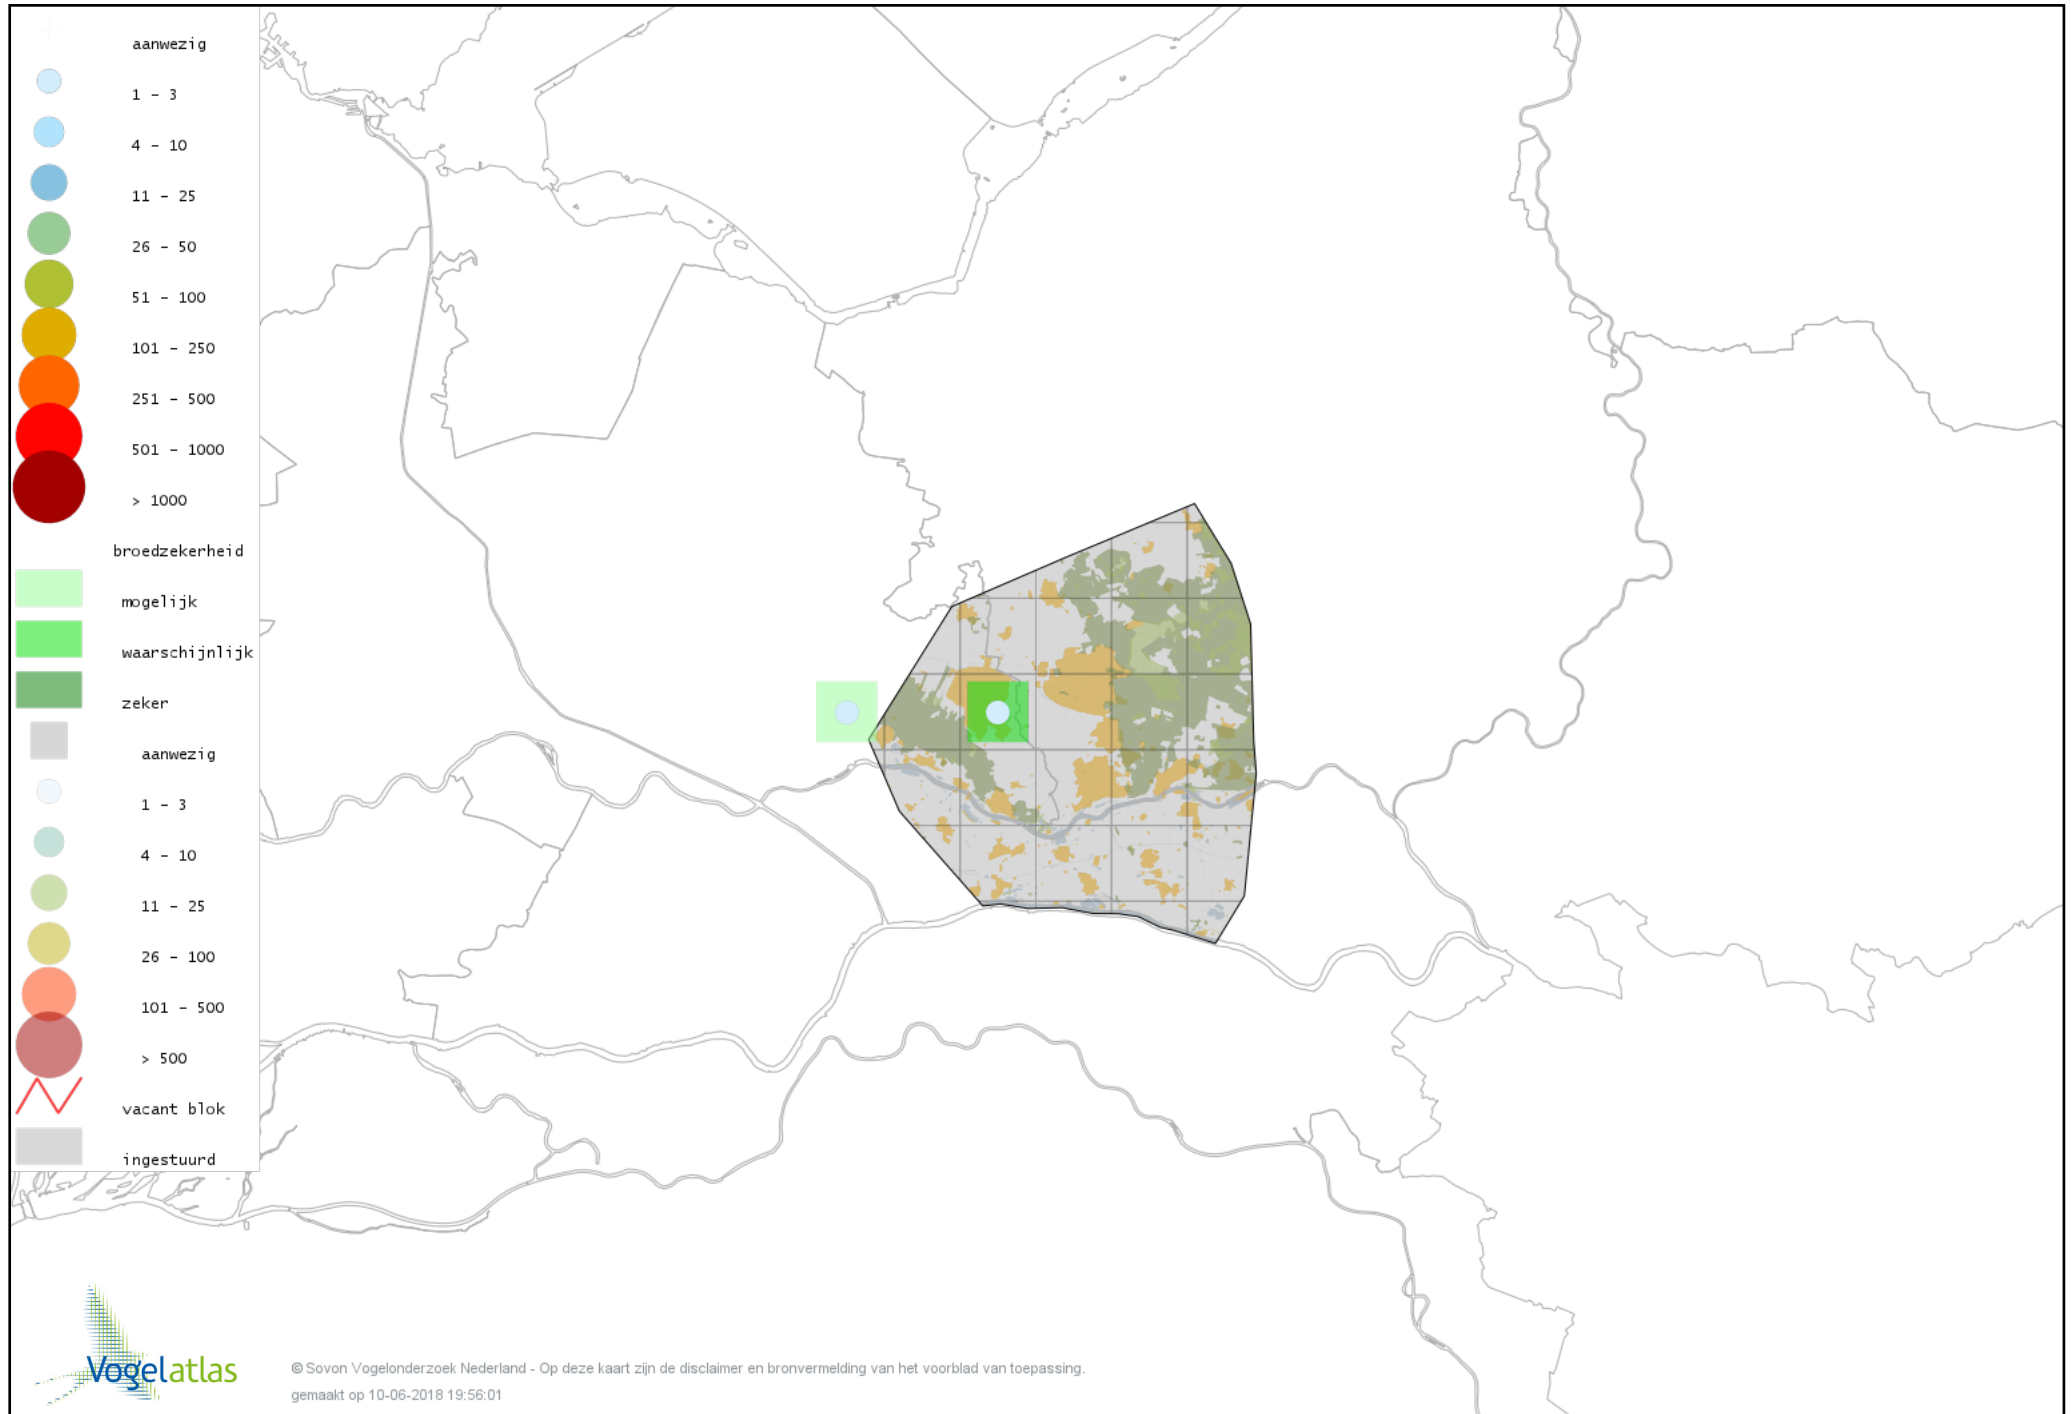 aanwezig
1 - 3
4 - 10
11 - 25
26 - 50
51 - 100
101 - 250
251 - 500
501 - 1000
> 1000
broedzekerheid
mogelijk
waarschijnlijk
zeker
aanwezig
1 - 3
4 - 10
11 - 25
26 - 100
101 - 500
> 500
vacant blok
ingestuurd
Vogelatlas
© Sovon Vogelonderzoek Nederland - Op deze kaart zijn de disclaimer en bronvermelding van het voorblad van toepassing.
gemaakt op 10-06-2018 19:56:01